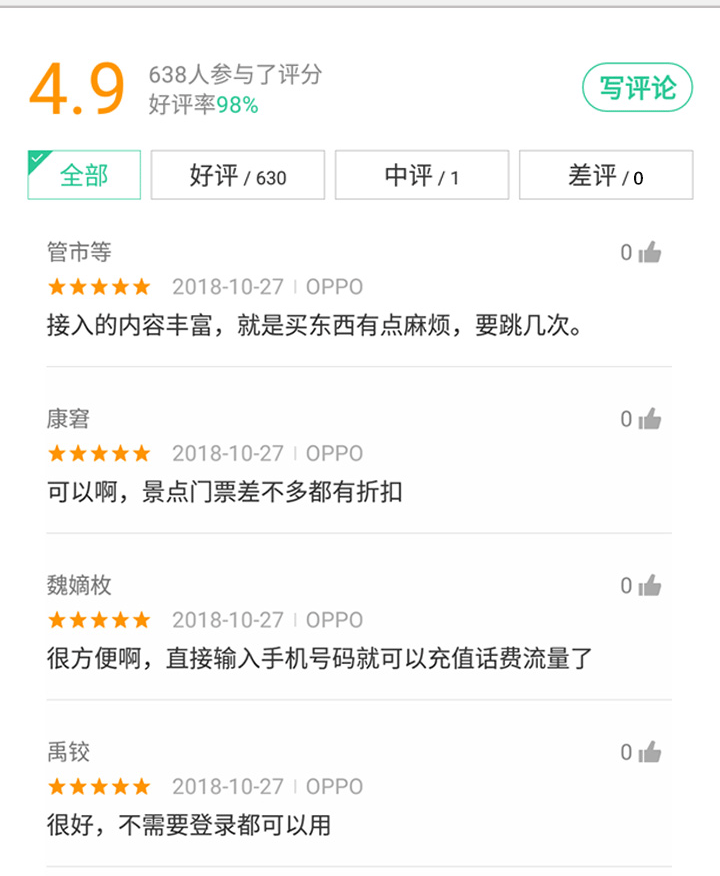 4.9
638人参与了评分
好评率98%
写评论
全部
好评 / 630
中评 / 1
差评 / 0
管市等
0
2018-10-27 | OPPO
接入的内容丰富，就是买东西有点麻烦，要跳几次。
康窘
0
2018-10-27 | OPPO
可以啊，景点门票差不多都有折扣
魏嫡枚
0
2018-10-27 | OPPO
很方便啊，直接输入手机号码就可以充值话费流量了
禹铰
0
2018-10-27 | OPPO
很好，不需要登录都可以用